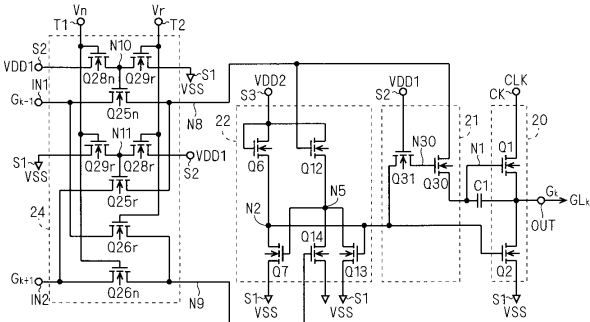 Vn Vr
T1 T2
S2 N10
VDD1 S1
Q28n Q29r VSS
IN1
Gk-1 Q25n N8
N11
S1 VDD1
VSS Q29r Q28r S2
Q25r
24
Q26r
Gk+1
IN2 Q26n N9
VDD2
S3
22
Q6 Q12
N5
N2 Q14
Q7 Q13
S1 S1
VSS VSS
VDD1
S2
21
N30
Q31 Q30
CLK
CK 20
N1 Q1
C1 Gk GLk
OUT
Q2
S1
VSS